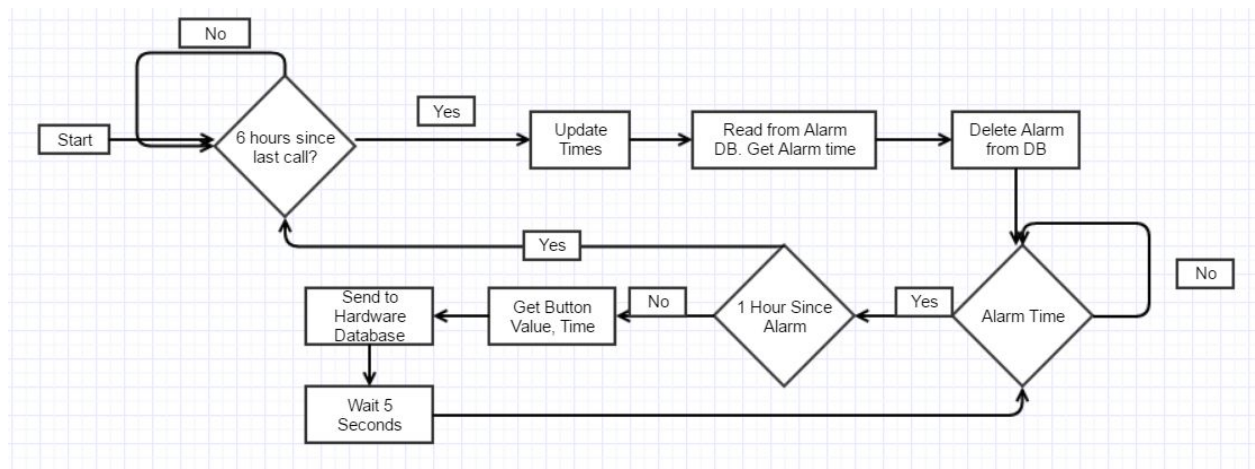 No
Start
6 hours since
last call?
Yes
Update
Times
Read from Alarm
DB. Get Alarm time
Delete Alarm
from DB
Yes
No
Send to
Hardware
Database
Get Button
Value, Time
No
1 Hour Since
Alarm
Yes
Alarm Time
Wait 5
Seconds